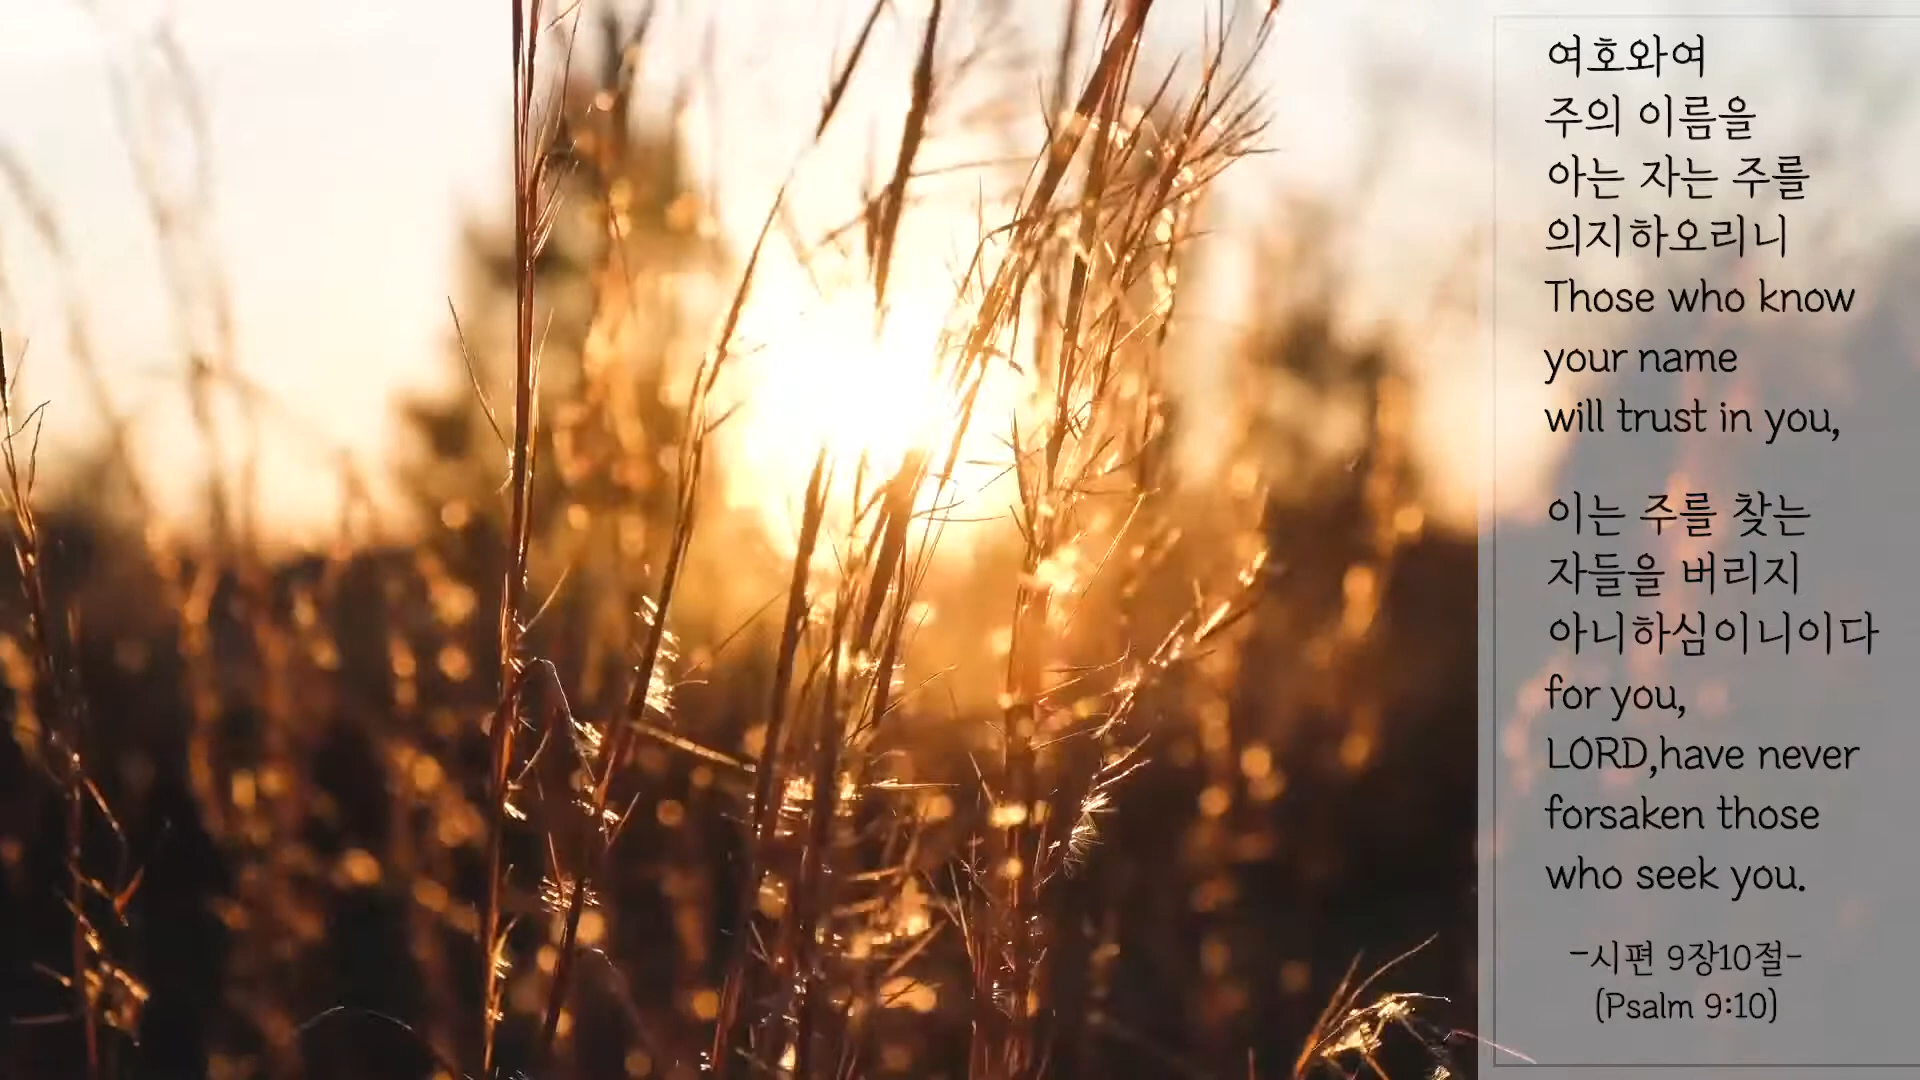 여호와여
주의 이름을
아는 자는 주를
의지하오리니
Those who know
your name
will trust in you,
이는 주를 찾는
자들을 버리지
아니하심이니이다
for you,
LORD,have never
forsaken those
who seek you.
-시편 9장10절-
(Psalm 9:10)